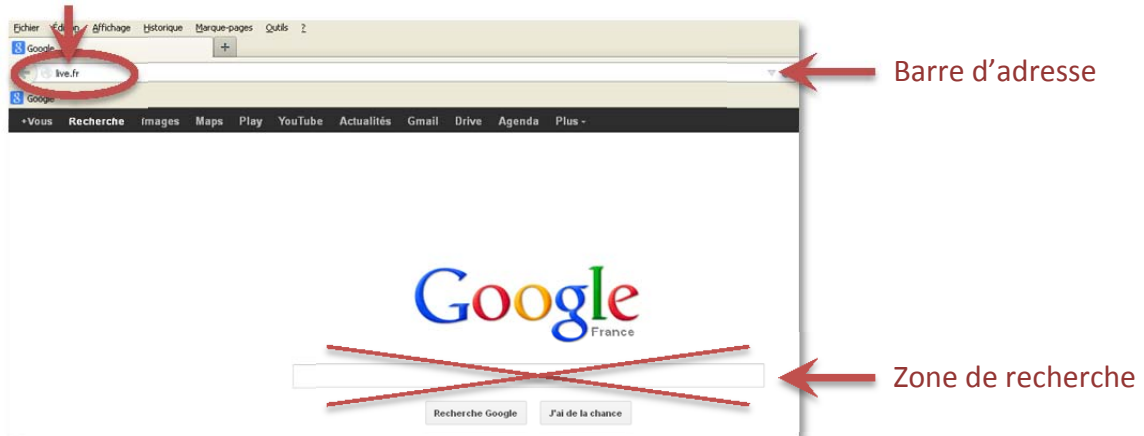 Fichier Édition Affichage Historique Marque-pages Outils ?
Google +
live.fr
Barre d'adresse
Google
+Vous Recherche Images Maps Play YouTube Actualités Gmail Drive Agenda Plus
Google
France
Zone de recherche
Recherche Google J'ai de la chance